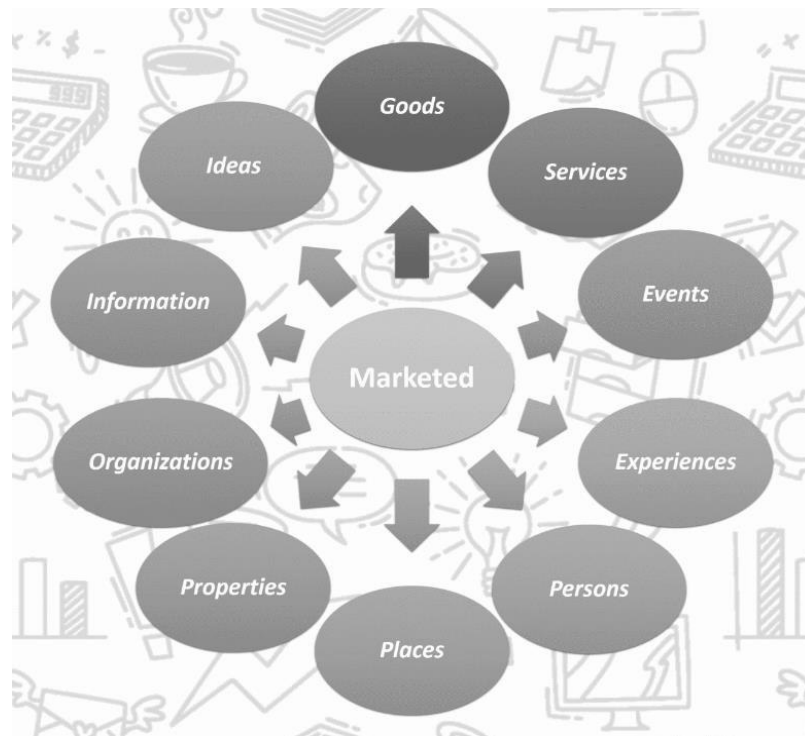 Goods
Services
Events
Experiences
Persons
Places
Properties
Organizations
Information
Ideas
Marketed